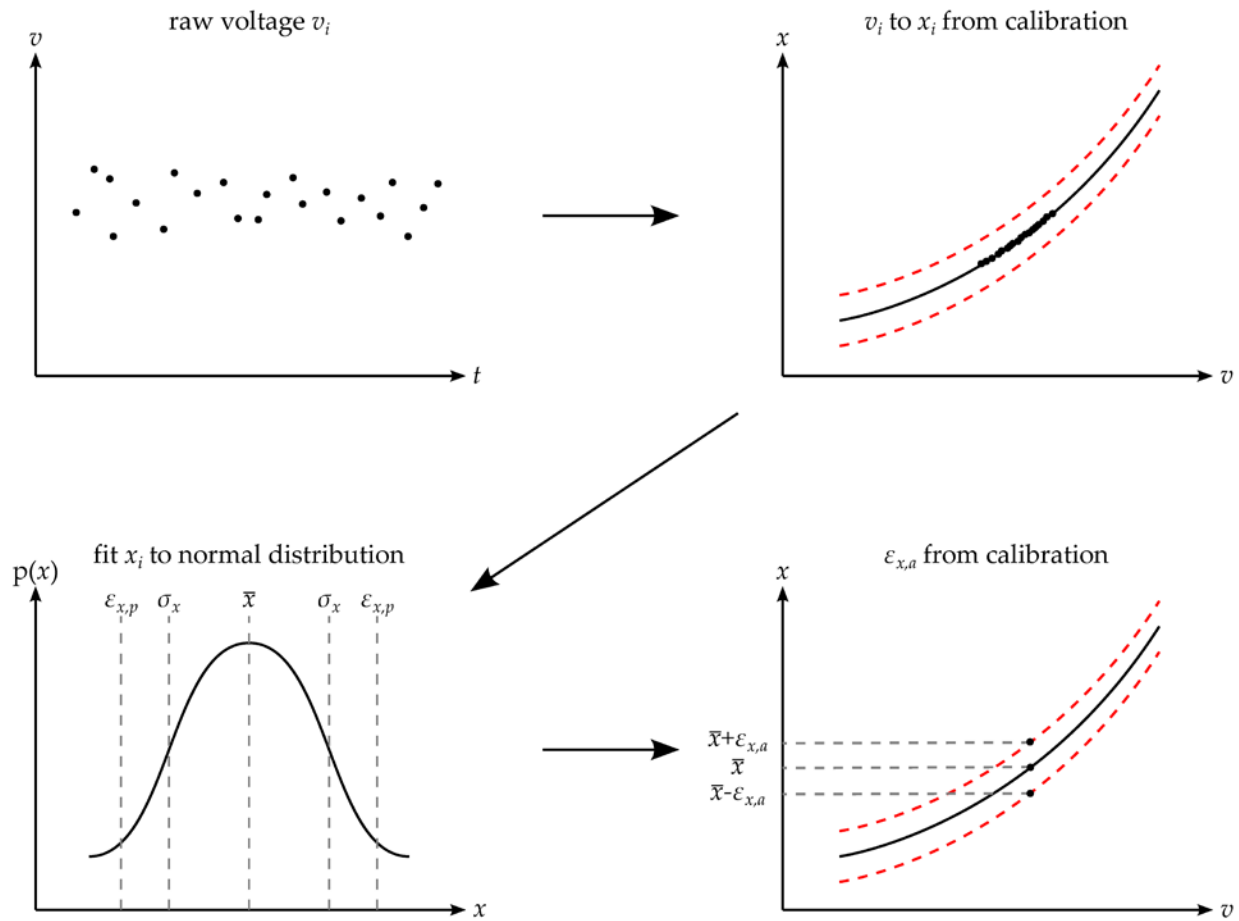 raw voltage vᵢ
v
t
vᵢ to xᵢ from calibration
x
v
fit xᵢ to normal distribution
p(x)
εₓ,ₚ σₓ x̅ σₓ εₓ,ₚ
x
εₓ,ₐ from calibration
x
x̅+εₓ,ₐ
x̅
x̅-εₓ,ₐ
v